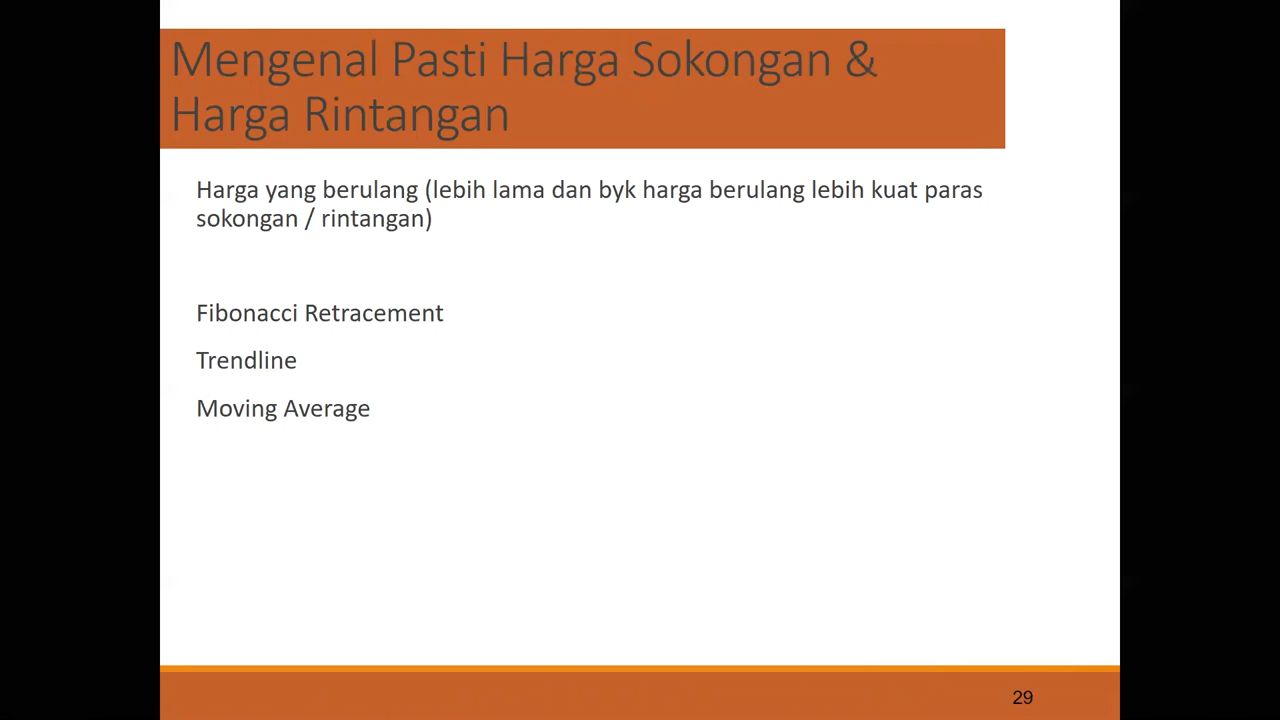 Mengenal Pasti Harga Sokongan &
Harga Rintangan
Harga yang berulang (lebih lama dan byk harga berulang lebih kuat paras
sokongan / rintangan)
Fibonacci Retracement
Trendline
Moving Average
29